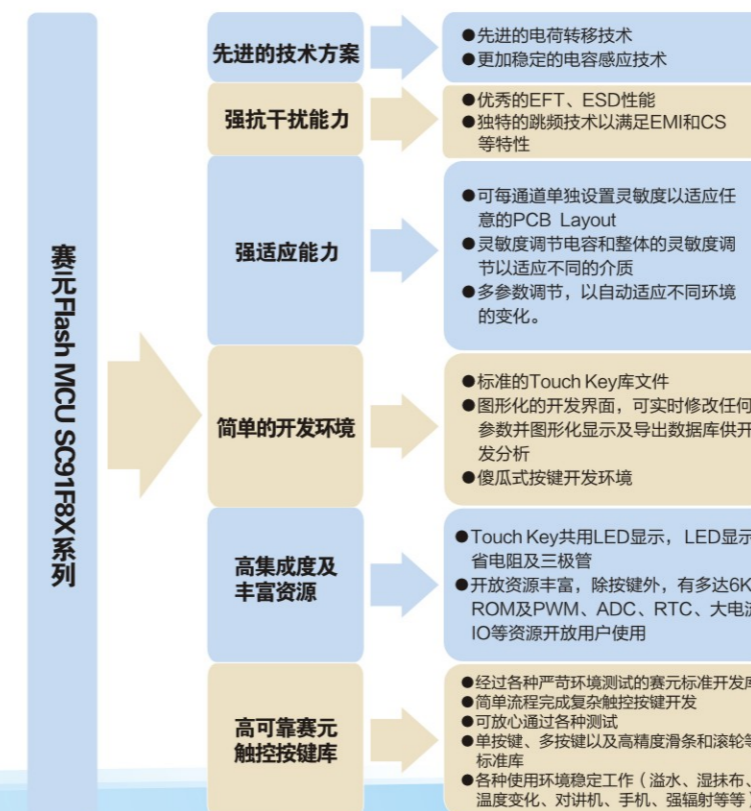 赛元Flash MCU SC91F8X系列
先进的技术方案
●先进的电荷转移技术
●更加稳定的电容感应技术
强抗干扰能力
●优秀的EFT、ESD性能
●独特的跳频技术以满足EMI和CS
等特性
强适应能力
●可每通道单独设置灵敏度以适应任
意的PCB Layout
●灵敏度调节电容和整体的灵敏度调
节以适应不同的介质
●多参数调节，以自动适应不同环境
的变化。
简单的开发环境
●标准的Touch Key库文件
●图形化的开发界面，可实时修改任何
参数并图形化显示及导出数据库供开
发分析
●傻瓜式按键开发环境
高集成度及
丰富资源
●Touch Key共用LED显示，LED显示
省电阻及三极管
●开放资源丰富，除按键外，有多达6K
ROM及PWM、ADC、RTC、大电流
IO等资源开放用户使用
高可靠赛元
触控按键库
●经过各种严苛环境测试的赛元标准开发库
●简单流程完成复杂触控按键开发
●可放心通过各种测试
●单按键、多按键以及高精度滑条和滚轮等
标准库
●各种使用环境稳定工作（溢水、湿抹布、
温度变化、对讲机、手机、强辐射等等）